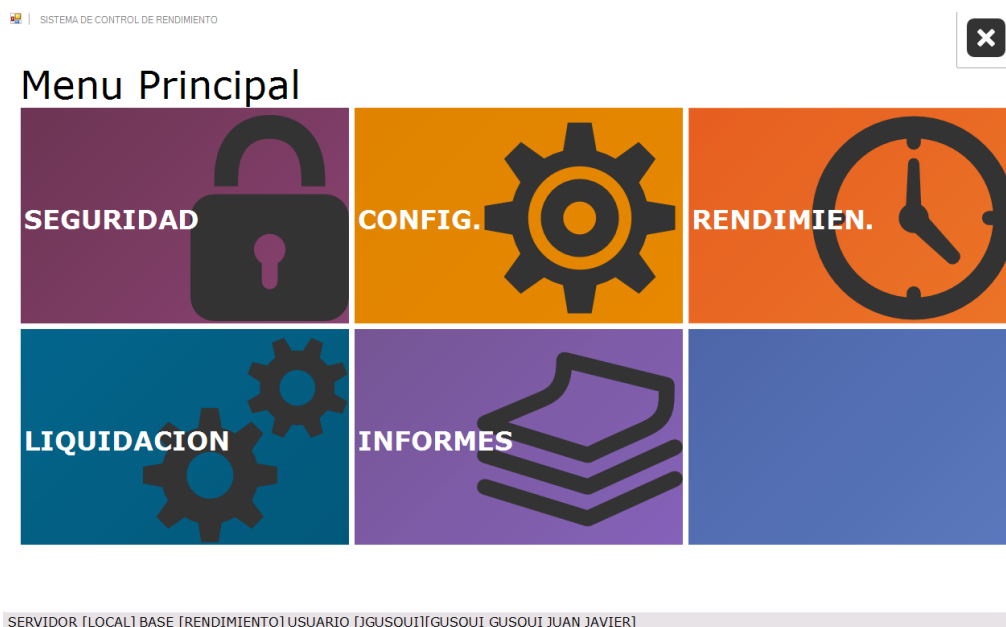 SISTEMA DE CONTROL DE RENDIMIENTO
Menu Principal
SEGURIDAD
CONFIG.
RENDIMIEN.
LIQUIDACION
INFORMES
SERVIDOR [LOCAL] BASE [RENDIMIENTO] USUARIO [JGUSQUI][GUSQUI GUSQUI JUAN JAVIER]